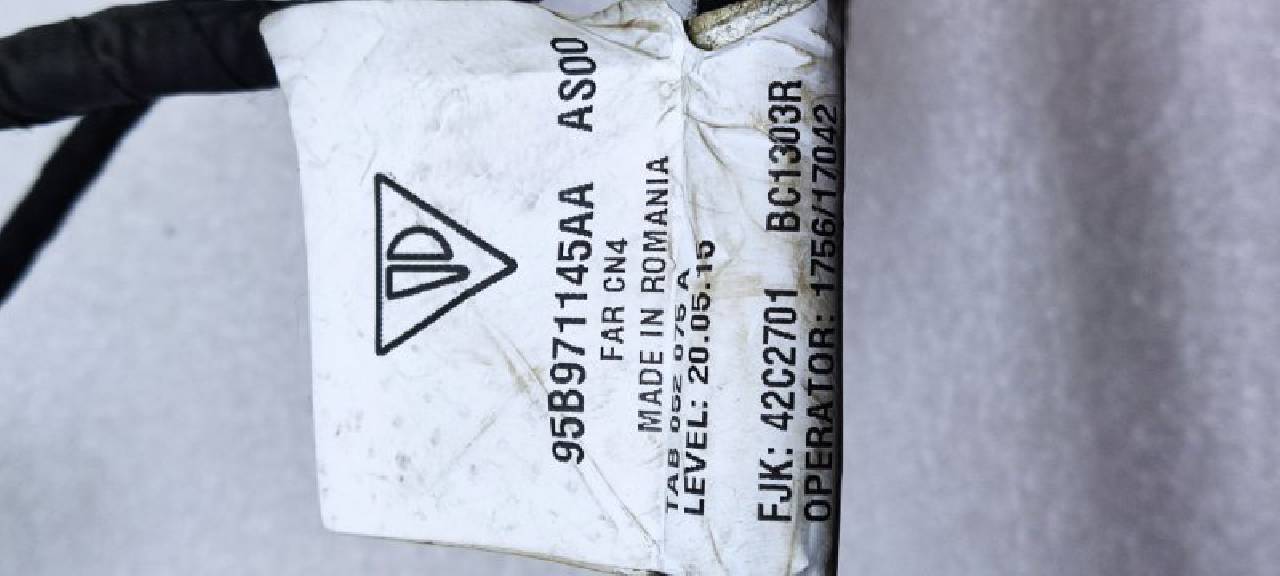 95B971145AA AS00
FAR CN4
MADE IN ROMANIA
TAB 052 075 A
LEVEL: 20.05.15
FJK: 42C2701 BC1303R
OPERATOR: 1756/17042